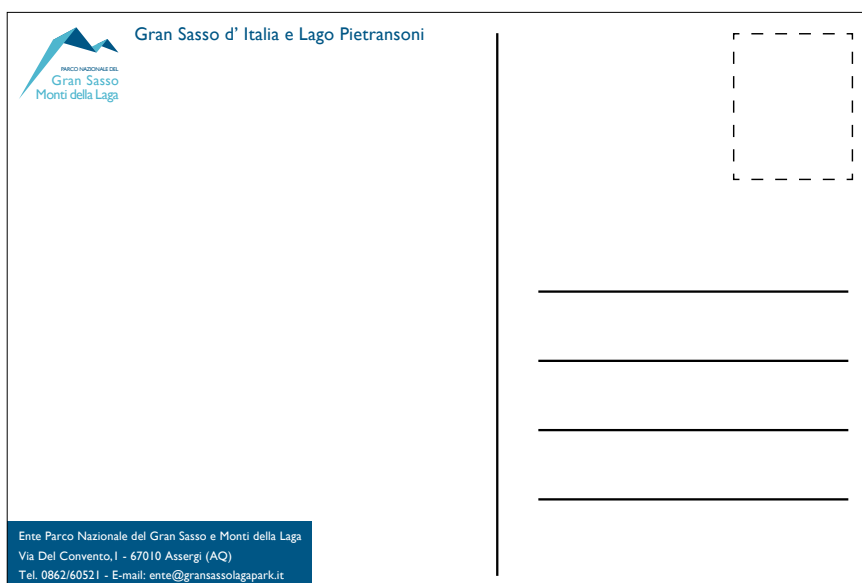 Gran Sasso d' Italia e Lago Pietransoni
PARCO NAZIONALE DEL
Gran Sasso
Monti della Laga
Ente Parco Nazionale del Gran Sasso e Monti della Laga
Via Del Convento,1 - 67010 Assergi (AQ)
Tel. 0862/60521 - E-mail: ente@gransassolagapark.it